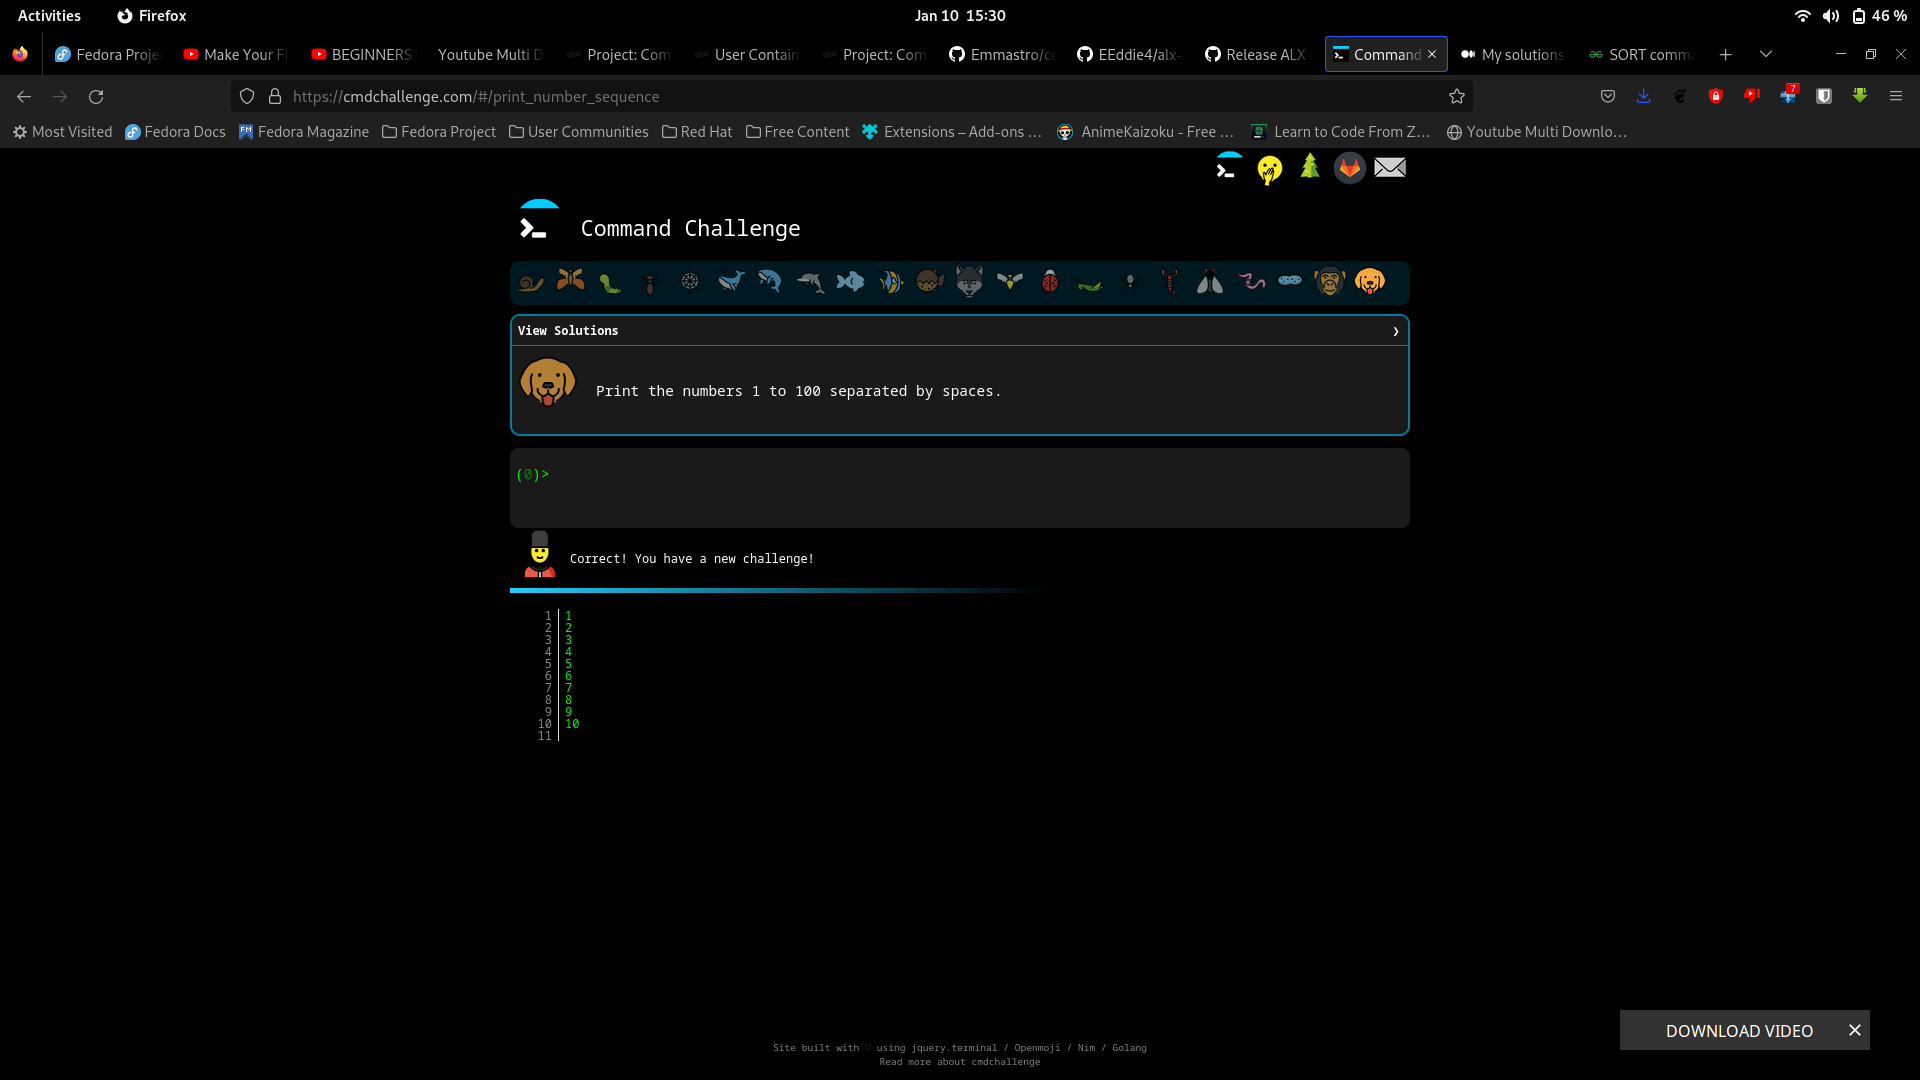 Activities
Firefox
Jan 10 15:30
46 %
Fedora Proje
Make Your Fi
BEGINNERS
Youtube Multi D
Project: Com
User Contain
Project: Com
Emmastro/co
EEddie4/alx-
Release ALX
Command
My solutions
SORT comma
https://cmdchallenge.com/#/print_number_sequence
7
Most Visited
Fedora Docs
Fedora Magazine
Fedora Project
User Communities
Red Hat
Free Content
Extensions – Add-ons …
AnimeKaizoku - Free …
Learn to Code From Z…
Youtube Multi Downlo…
Command Challenge
View Solutions
Print the numbers 1 to 100 separated by spaces.
(0)>
Correct! You have a new challenge!
1 1
2 2
3 3
4 4
5 5
6 6
7 7
8 8
9 9
10 10
11
DOWNLOAD VIDEO
Site built with ♡ using jquery.terminal / Openmoji / Nim / Golang
Read more about cmdchallenge